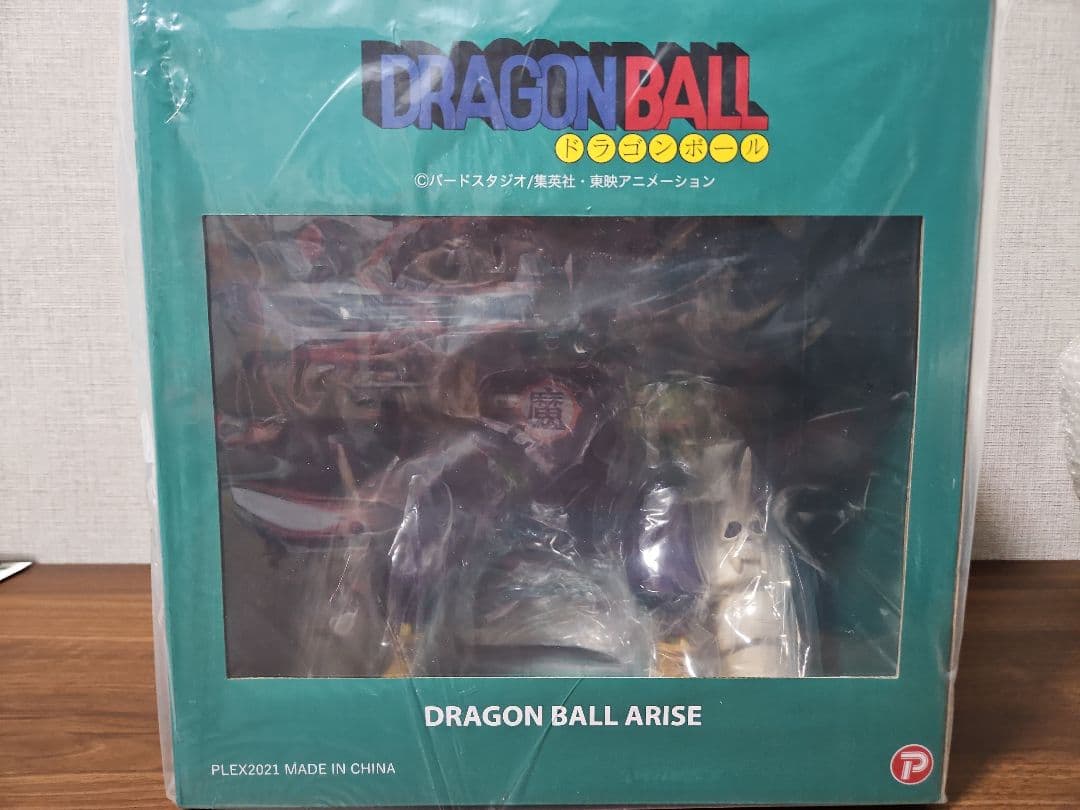 DRAGON BALL
ドラゴンボール
©バードスタジオ/集英社・東映アニメーション
魔
DRAGON BALL ARISE
PLEX2021 MADE IN CHINA
P